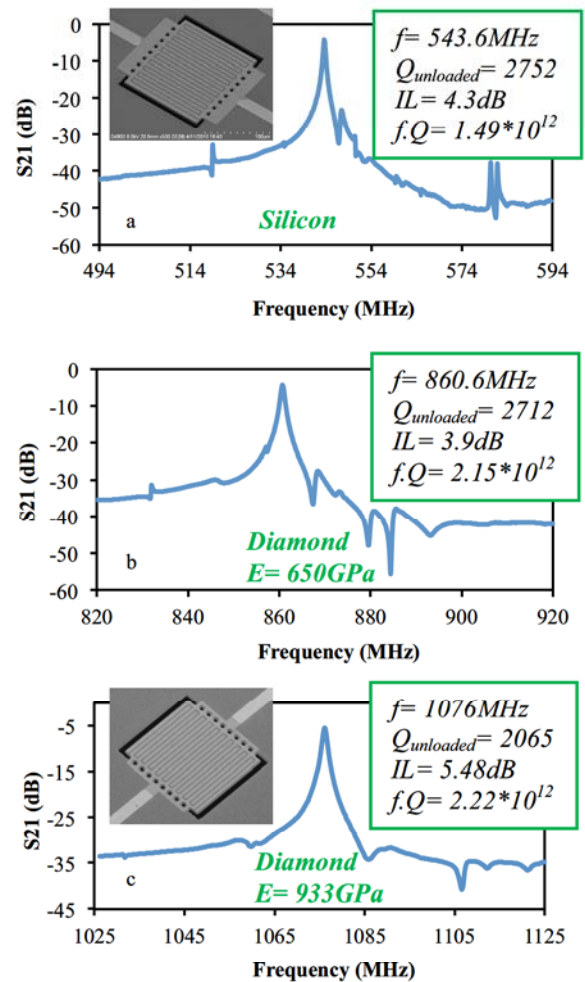 0
-10
-20
-30
-40
-50
-60
S21 (dB)
f= 543.6MHz
Qunloaded= 2752
IL= 4.3dB
f.Q= 1.49*10^12
a
Silicon
494 514 534 554 574 594
Frequency (MHz)
0
-10
-20
-30
-40
-50
-60
S21 (dB)
f= 860.6MHz
Qunloaded= 2712
IL= 3.9dB
f.Q= 2.15*10^12
b
Diamond
E= 650GPa
820 840 860 880 900 920
Frequency (MHz)
-5
-15
-25
-35
-45
S21 (dB)
f= 1076MHz
Qunloaded= 2065
IL= 5.48dB
f.Q= 2.22*10^12
c
Diamond
E= 933GPa
1025 1045 1065 1085 1105 1125
Frequency (MHz)